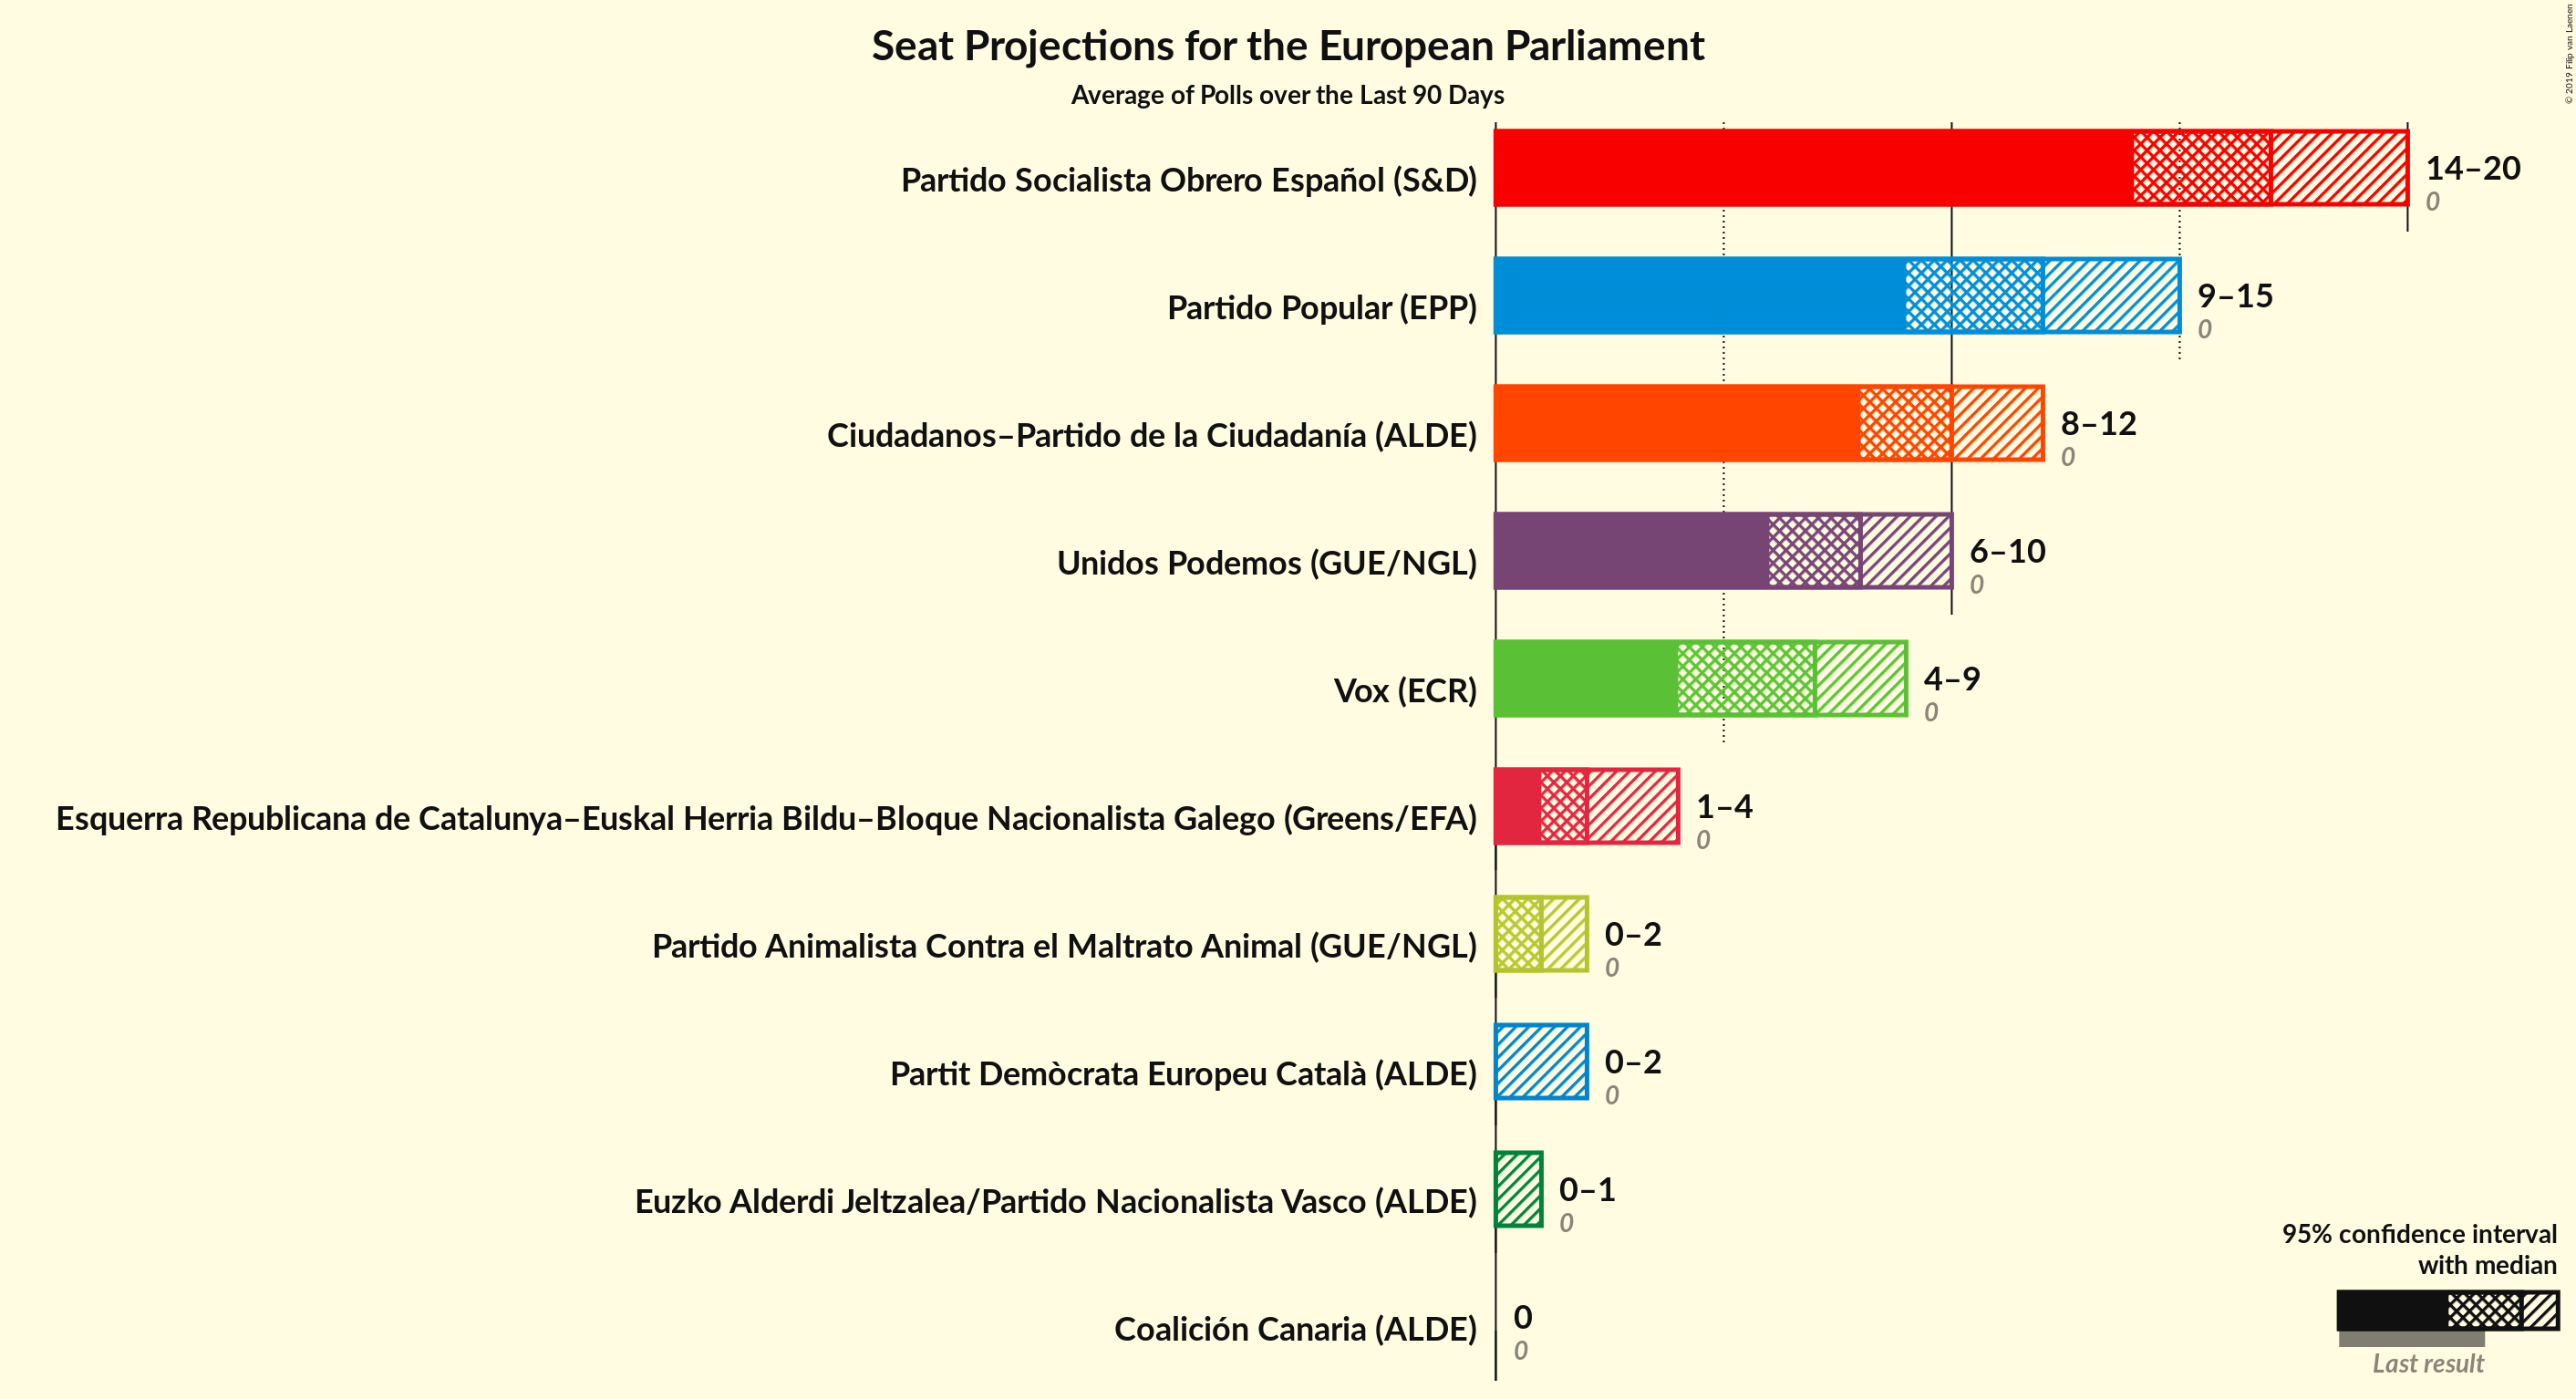 Seat Projections for the European Parliament
Average of Polls over the Last 90 Days
© 2019 Filip van Laenen
Partido Socialista Obrero Español (S&D)
14–20
0
Partido Popular (EPP)
9–15
0
Ciudadanos–Partido de la Ciudadanía (ALDE)
8–12
0
Unidos Podemos (GUE/NGL)
6–10
0
Vox (ECR)
4–9
0
Esquerra Republicana de Catalunya–Euskal Herria Bildu–Bloque Nacionalista Galego (Greens/EFA)
1–4
0
Partido Animalista Contra el Maltrato Animal (GUE/NGL)
0–2
0
Partit Demòcrata Europeu Català (ALDE)
0–2
0
Euzko Alderdi Jeltzalea/Partido Nacionalista Vasco (ALDE)
0–1
0
Coalición Canaria (ALDE)
0
0
95% confidence interval
with median
Last result